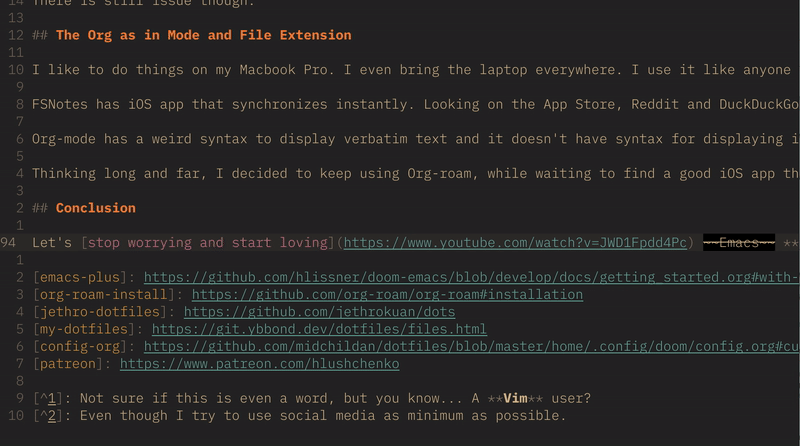 14 There is still issue though.
13
12 ## The Org as in Mode and File Extension
11
10 I like to do things on my Macbook Pro. I even bring the laptop everywhere. I use it like anyone
9
8 FSNotes has iOS app that synchronizes instantly. Looking on the App Store, Reddit and DuckDuckGo
7
6 Org-mode has a weird syntax to display verbatim text and it doesn't have syntax for displaying i
5
4 Thinking long and far, I decided to keep using Org-roam, while waiting to find a good iOS app th
3
2 ## Conclusion
1
94 Let's [stop worrying and start loving](https://www.youtube.com/watch?v=JWD1Fpdd4Pc) ~~Emacs~~ **
1
2 [emacs-plus]: https://github.com/hlissner/doom-emacs/blob/develop/docs/getting_started.org#with-
3 [org-roam-install]: https://github.com/org-roam/org-roam#installation
4 [jethro-dotfiles]: https://github.com/jethrokuan/dots
5 [my-dotfiles]: https://git.ybbond.dev/dotfiles/files.html
6 [config-org]: https://github.com/midchildan/dotfiles/blob/master/home/.config/doom/config.org#cu
7 [patreon]: https://www.patreon.com/hlushchenko
8
9 [^1]: Not sure if this is even a word, but you know... A **Vim** user?
10 [^2]: Even though I try to use social media as minimum as possible.